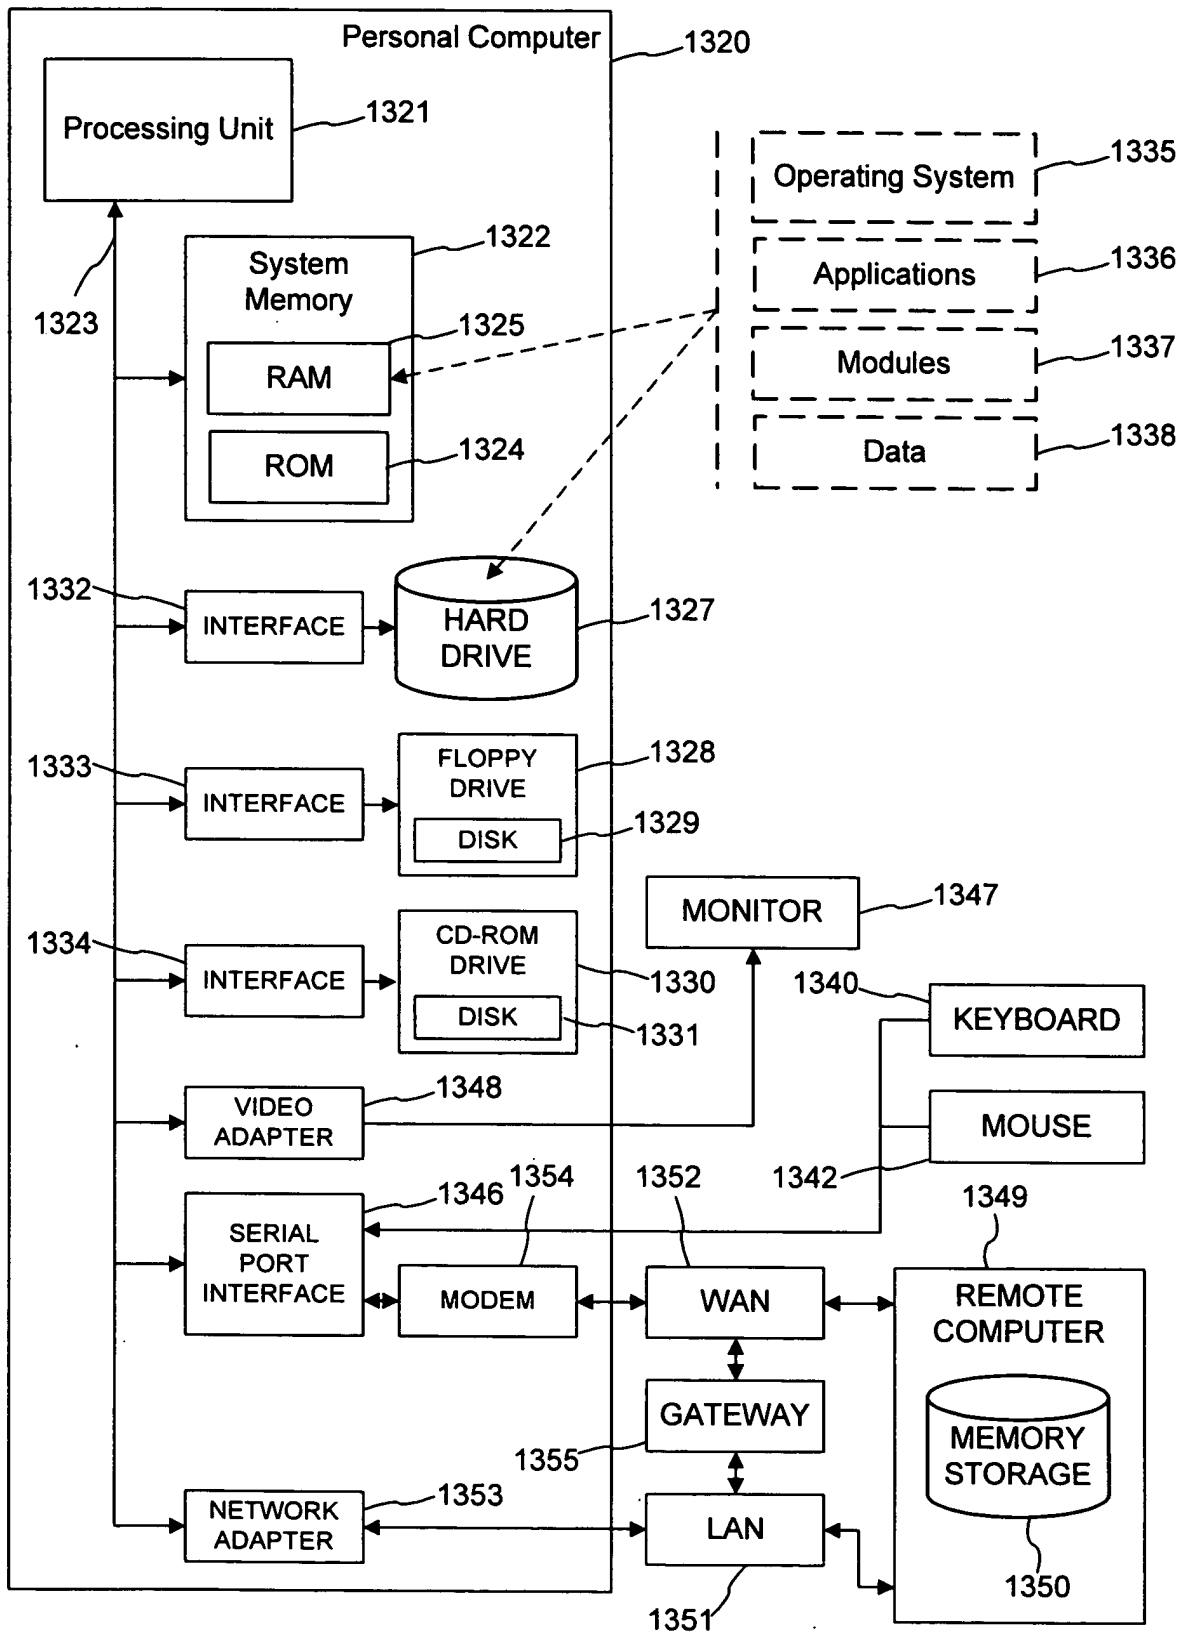 Personal Computer
1320
Processing Unit
1321
1323
System
Memory
1322
RAM
1325
ROM
1324
Operating System
1335
Applications
1336
Modules
1337
Data
1338
1332
INTERFACE
HARD
DRIVE
1327
1333
INTERFACE
FLOPPY
DRIVE
1328
DISK
1329
1334
INTERFACE
CD-ROM
DRIVE
1330
DISK
1331
MONITOR
1347
1340
KEYBOARD
MOUSE
1342
VIDEO
ADAPTER
1348
1346
SERIAL
PORT
INTERFACE
1354
MODEM
1352
WAN
1349
REMOTE
COMPUTER
GATEWAY
1355
MEMORY
STORAGE
1350
NETWORK
ADAPTER
1353
LAN
1351